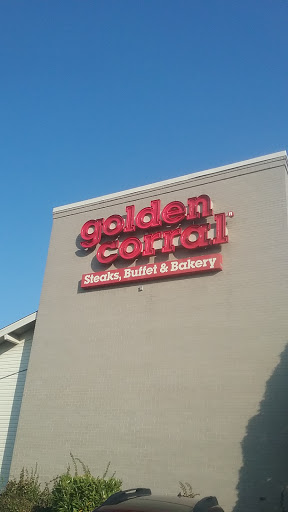 golden
corral
Steaks, Buffet & Bakery